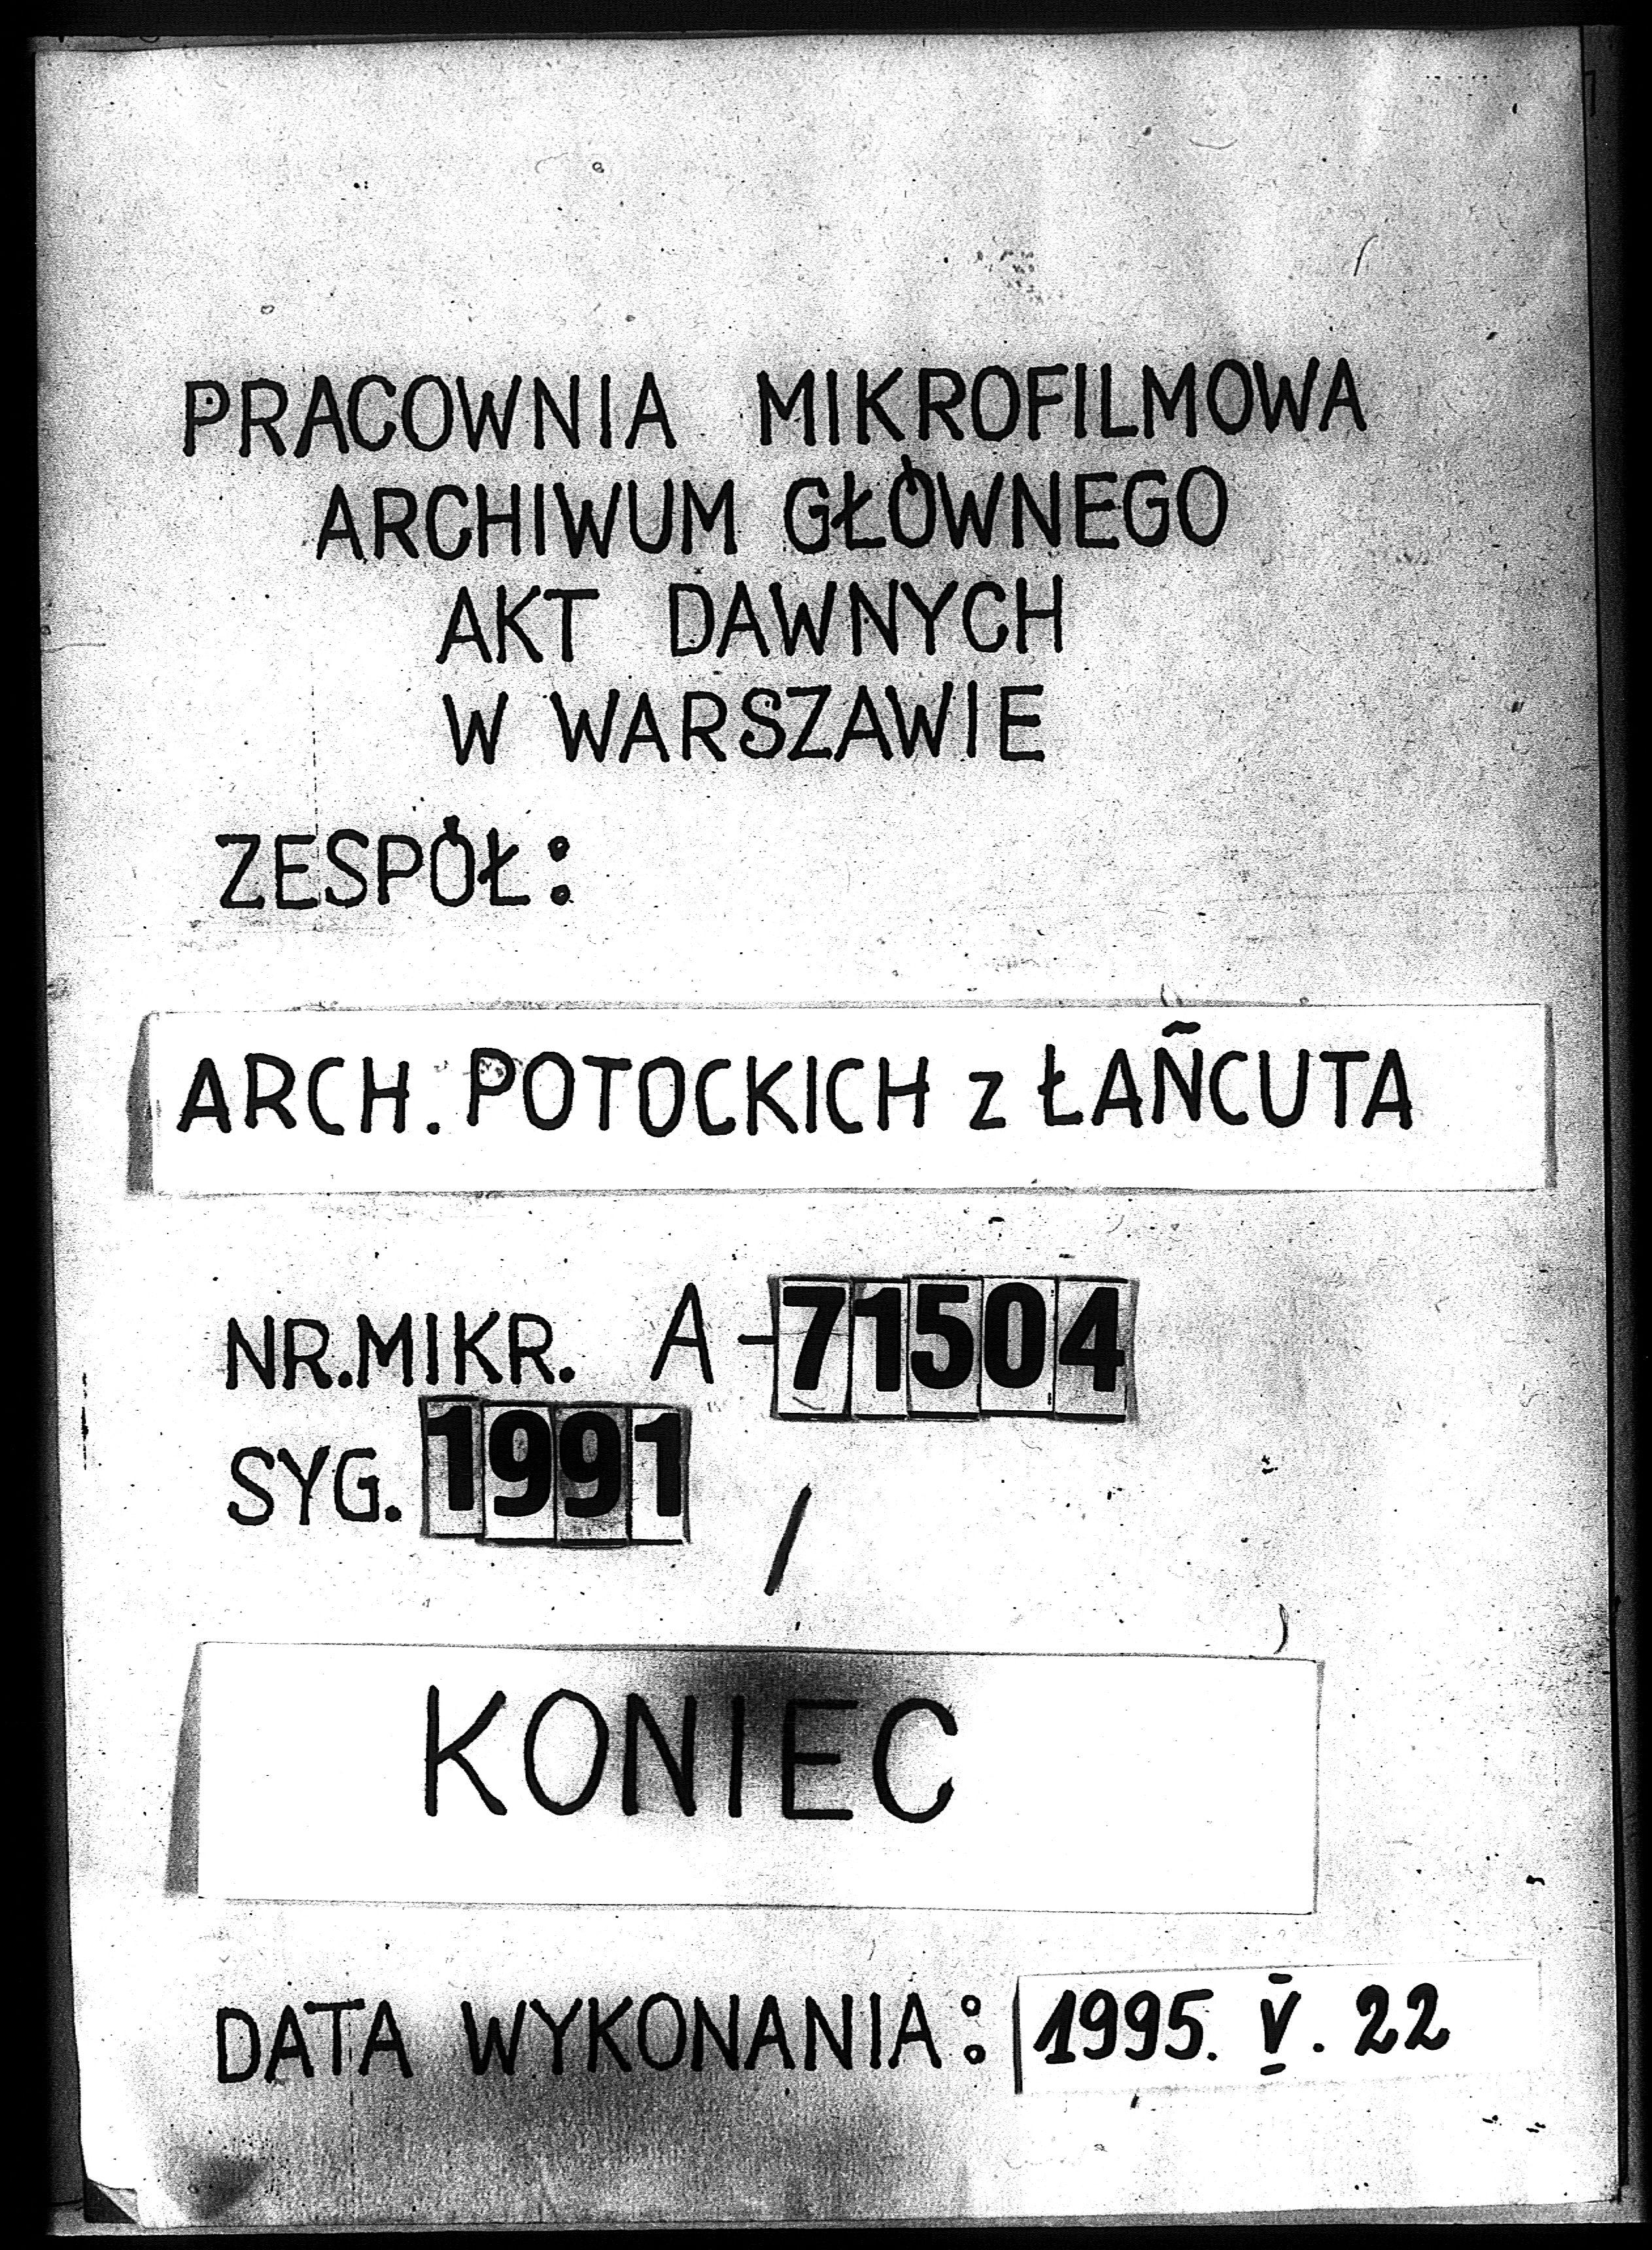 PRACOWNIA MIKROFILMOWA
ARCHIWUM GŁÓWNEGO
AKT DAWNYCH
W WARSZAWIE
ZESPÓŁ:
ARCH. POTOCKICH z ŁAŃCUTA
NR.MIKR. A-71504
SYG. 1991 /
KONIEC
DATA WYKONANIA: 1995. V. 22